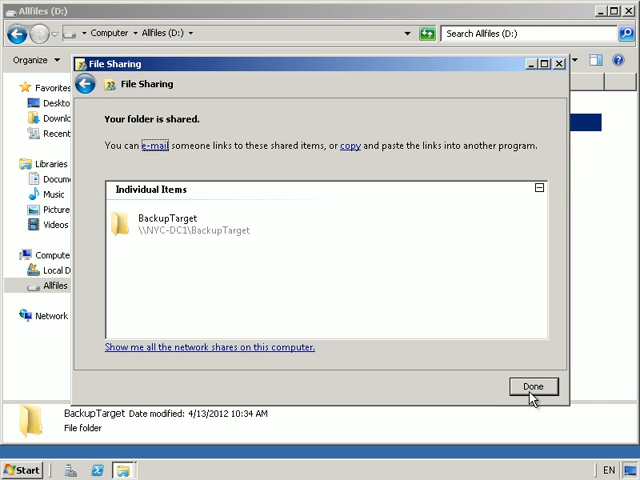 Allfiles (D:)
Computer Allfiles (D:)
Search Allfiles (D:)
Organize
File Sharing
File Sharing
Favorites
Deskto
Downlo
Recent
Libraries
Docum
Music
Picture
Videos
Compute
Local D
Allfiles
Network
Your folder is shared.
You can e-mail someone links to these shared items, or copy and paste the links into another program.
Individual Items
BackupTarget
\\NYC-DC1\BackupTarget
Show me all the network shares on this computer.
Done
BackupTarget Date modified: 4/13/2012 10:34 AM
File folder
Start
EN